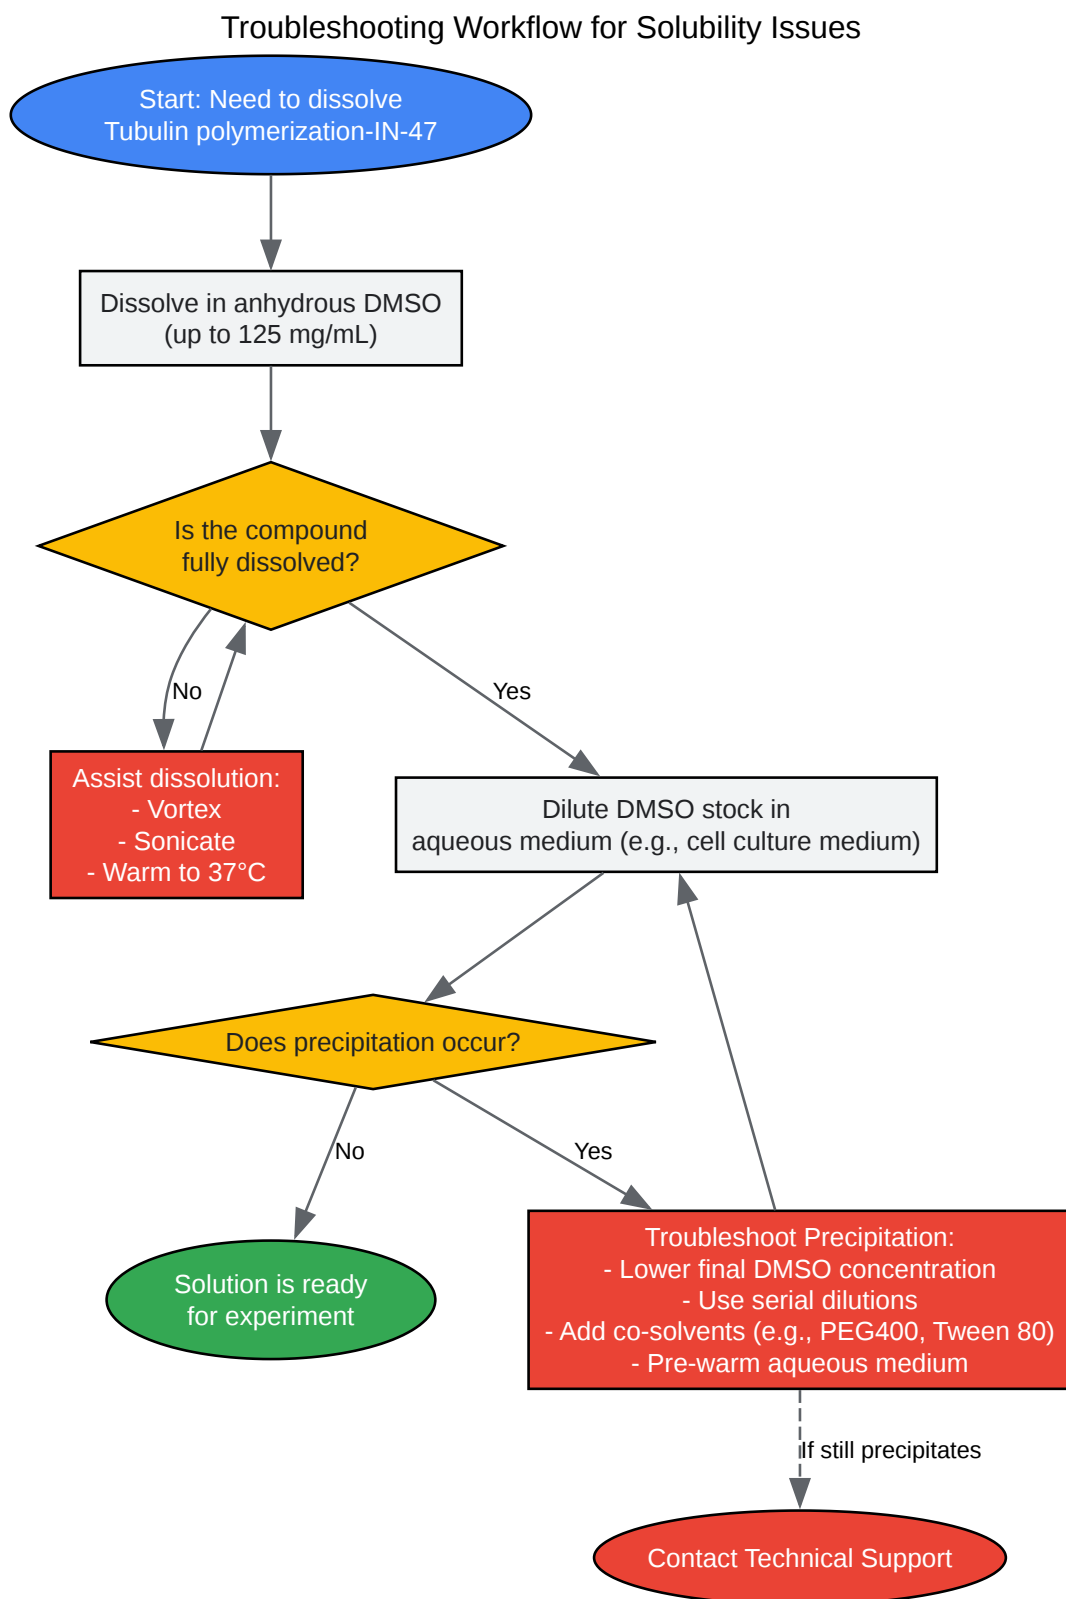 Troubleshooting Workflow for Solubility Issues
Start: Need to dissolve
Tubulin polymerization-IN-47
Dissolve in anhydrous DMSO
(up to 125 mg/mL)
Is the compound
fully dissolved?
No
Yes
Assist dissolution:
- Vortex
- Sonicate
- Warm to 37°C
Dilute DMSO stock in
aqueous medium (e.g., cell culture medium)
Does precipitation occur?
No
Yes
Solution is ready
for experiment
Troubleshoot Precipitation:
- Lower final DMSO concentration
- Use serial dilutions
- Add co-solvents (e.g., PEG400, Tween 80)
- Pre-warm aqueous medium
If still precipitates
Contact Technical Support